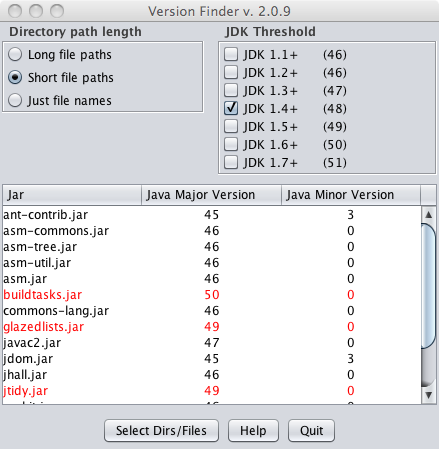 Version Finder v. 2.0.9
Directory path length
Long file paths
Short file paths
Just file names
JDK Threshold
JDK 1.1+ (46)
JDK 1.2+ (46)
JDK 1.3+ (47)
JDK 1.4+ (48)
JDK 1.5+ (49)
JDK 1.6+ (50)
JDK 1.7+ (51)
Jar Java Major Version Java Minor Version
ant-contrib.jar 45 3
asm-commons.jar 46 0
asm-tree.jar 46 0
asm-util.jar 46 0
asm.jar 46 0
buildtasks.jar 50 0
commons-lang.jar 46 0
glazedlists.jar 49 0
javac2.jar 47 0
jdom.jar 45 3
jhall.jar 46 0
jtidy.jar 49 0
Select Dirs/Files Help Quit